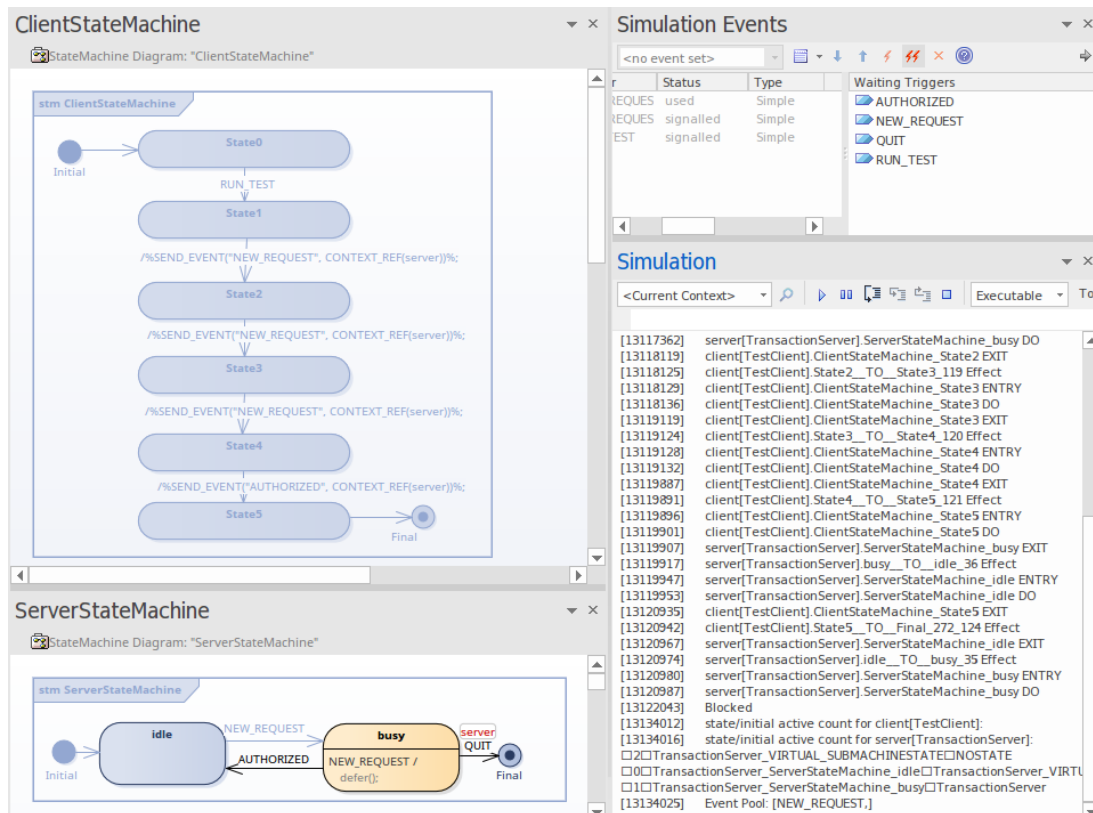 ClientStateMachine
StateMachine Diagram: "ClientStateMachine"
stm ClientStateMachine
Initial
State0
RUN_TEST
State1
/%SEND_EVENT("NEW_REQUEST", CONTEXT_REF(server))%;
State2
/%SEND_EVENT("NEW_REQUEST", CONTEXT_REF(server))%;
State3
/%SEND_EVENT("NEW_REQUEST", CONTEXT_REF(server))%;
State4
/%SEND_EVENT("AUTHORIZED", CONTEXT_REF(server))%;
State5
Final
ServerStateMachine
StateMachine Diagram: "ServerStateMachine"
stm ServerStateMachine
Initial
idle
NEW_REQUEST
AUTHORIZED
busy
NEW_REQUEST /
defer();
server
QUIT
Final
Simulation Events
<no event set>
r Status Type
REQUES used Simple
REQUES signalled Simple
EST signalled Simple
Waiting Triggers
AUTHORIZED
NEW_REQUEST
QUIT
RUN_TEST
Simulation
<Current Context> Executable To
[13117362] server[TransactionServer].ServerStateMachine_busy DO
[13118119] client[TestClient].ClientStateMachine_State2 EXIT
[13118125] client[TestClient].State2__TO__State3_119 Effect
[13118129] client[TestClient].ClientStateMachine_State3 ENTRY
[13118136] client[TestClient].ClientStateMachine_State3 DO
[13119119] client[TestClient].ClientStateMachine_State3 EXIT
[13119124] client[TestClient].State3__TO__State4_120 Effect
[13119128] client[TestClient].ClientStateMachine_State4 ENTRY
[13119132] client[TestClient].ClientStateMachine_State4 DO
[13119887] client[TestClient].ClientStateMachine_State4 EXIT
[13119891] client[TestClient].State4__TO__State5_121 Effect
[13119896] client[TestClient].ClientStateMachine_State5 ENTRY
[13119901] client[TestClient].ClientStateMachine_State5 DO
[13119907] server[TransactionServer].ServerStateMachine_busy EXIT
[13119917] server[TransactionServer].busy__TO__idle_36 Effect
[13119947] server[TransactionServer].ServerStateMachine_idle ENTRY
[13119953] server[TransactionServer].ServerStateMachine_idle DO
[13120935] client[TestClient].ClientStateMachine_State5 EXIT
[13120942] client[TestClient].State5__TO__Final_272_124 Effect
[13120967] server[TransactionServer].ServerStateMachine_idle EXIT
[13120974] server[TransactionServer].idle__TO__busy_35 Effect
[13120980] server[TransactionServer].ServerStateMachine_busy ENTRY
[13120987] server[TransactionServer].ServerStateMachine_busy DO
[13122043] Blocked
[13134012] state/initial active count for client[TestClient]:
[13134016] state/initial active count for server[TransactionServer]:
□2□TransactionServer_VIRTUAL_SUBMACHINESTATE□NOSTATE
□0□TransactionServer_ServerStateMachine_idle□TransactionServer_VIRTU
□1□TransactionServer_ServerStateMachine_busy□TransactionServer
[13134025] Event Pool: [NEW_REQUEST,]